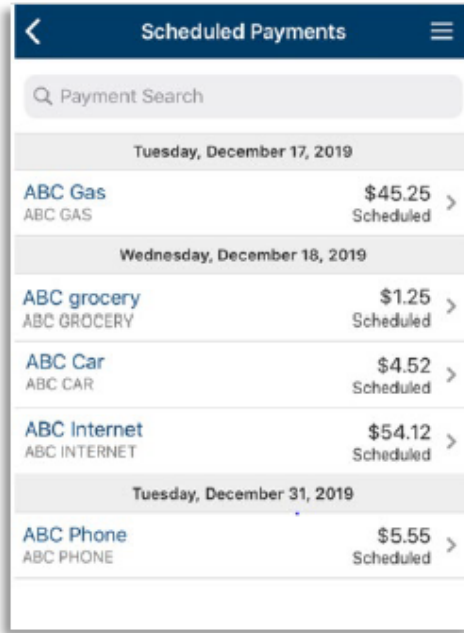 Scheduled Payments
Payment Search
Tuesday, December 17, 2019
ABC Gas $45.25
ABC GAS Scheduled
Wednesday, December 18, 2019
ABC grocery $1.25
ABC GROCERY Scheduled
ABC Car $4.52
ABC CAR Scheduled
ABC Internet $54.12
ABC INTERNET Scheduled
Tuesday, December 31, 2019
ABC Phone $5.55
ABC PHONE Scheduled